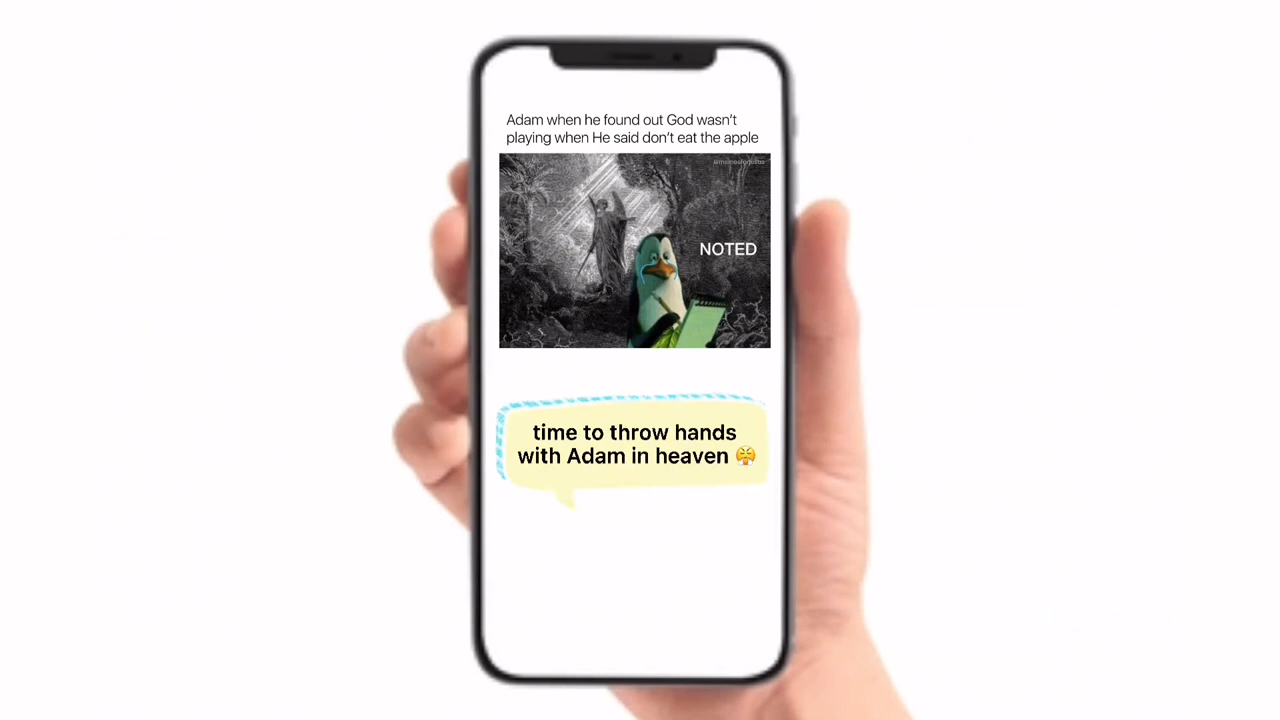 Adam when he found out God wasn't
playing when He said don't eat the apple
NOTED
time to throw hands
with Adam in heaven 😤